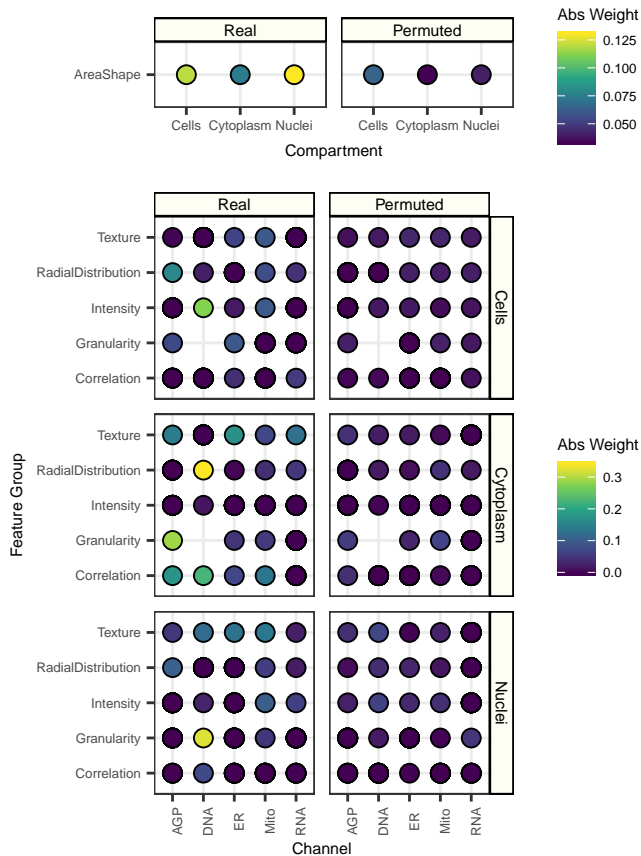 Real
Permuted
AreaShape
Cells
Cytoplasm
Nuclei
Cells
Cytoplasm
Nuclei
Compartment
Abs Weight
0.125
0.100
0.075
0.050
Real
Permuted
Feature Group
Texture
RadialDistribution
Intensity
Granularity
Correlation
Cells
Texture
RadialDistribution
Intensity
Granularity
Correlation
Cytoplasm
Texture
RadialDistribution
Intensity
Granularity
Correlation
Nuclei
AGP
DNA
ER
Mito
RNA
AGP
DNA
ER
Mito
RNA
Channel
Abs Weight
0.3
0.2
0.1
0.0